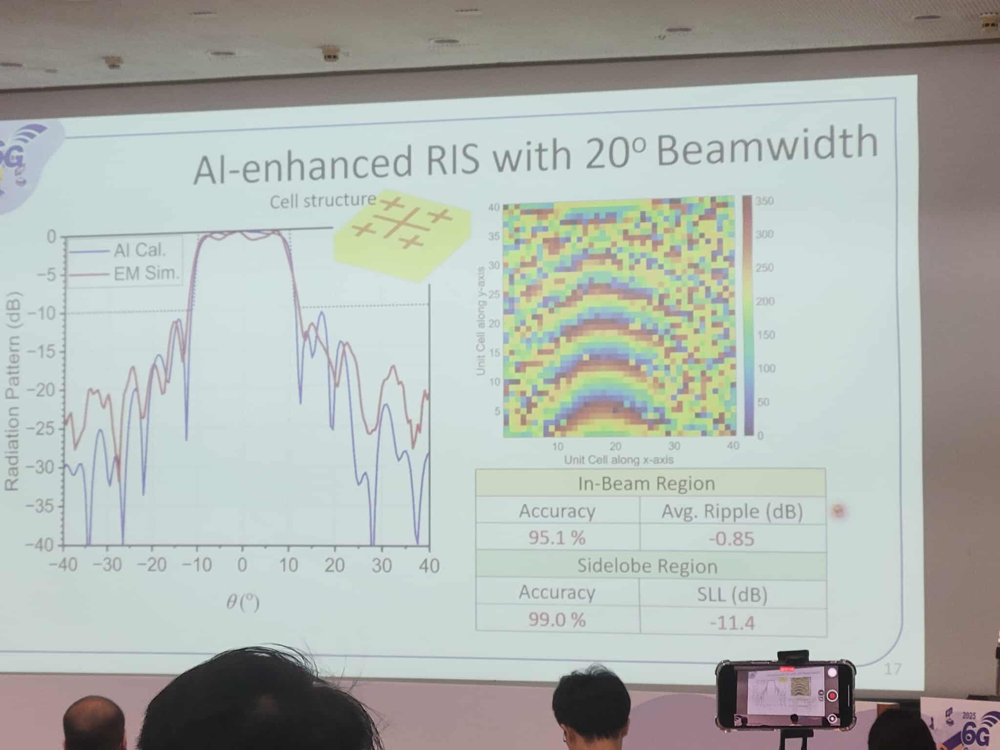 6G
AI-enhanced RIS with 20° Beamwidth
Cell structure
AI Cal.
EM Sim.
Radiation Pattern (dB)
0
−5
−10
−15
−20
−25
−30
−35
−40
−40 −30 −20 −10 0 10 20 30 40
θ(°)
Unit Cell along y-axis
40
35
30
25
20
15
10
5
10 20 30 40
Unit Cell along x-axis
350
300
250
200
150
100
50
0
In-Beam Region
Accuracy Avg. Ripple (dB)
95.1 % -0.85
Sidelobe Region
Accuracy SLL (dB)
99.0 % -11.4
17
2025
6G